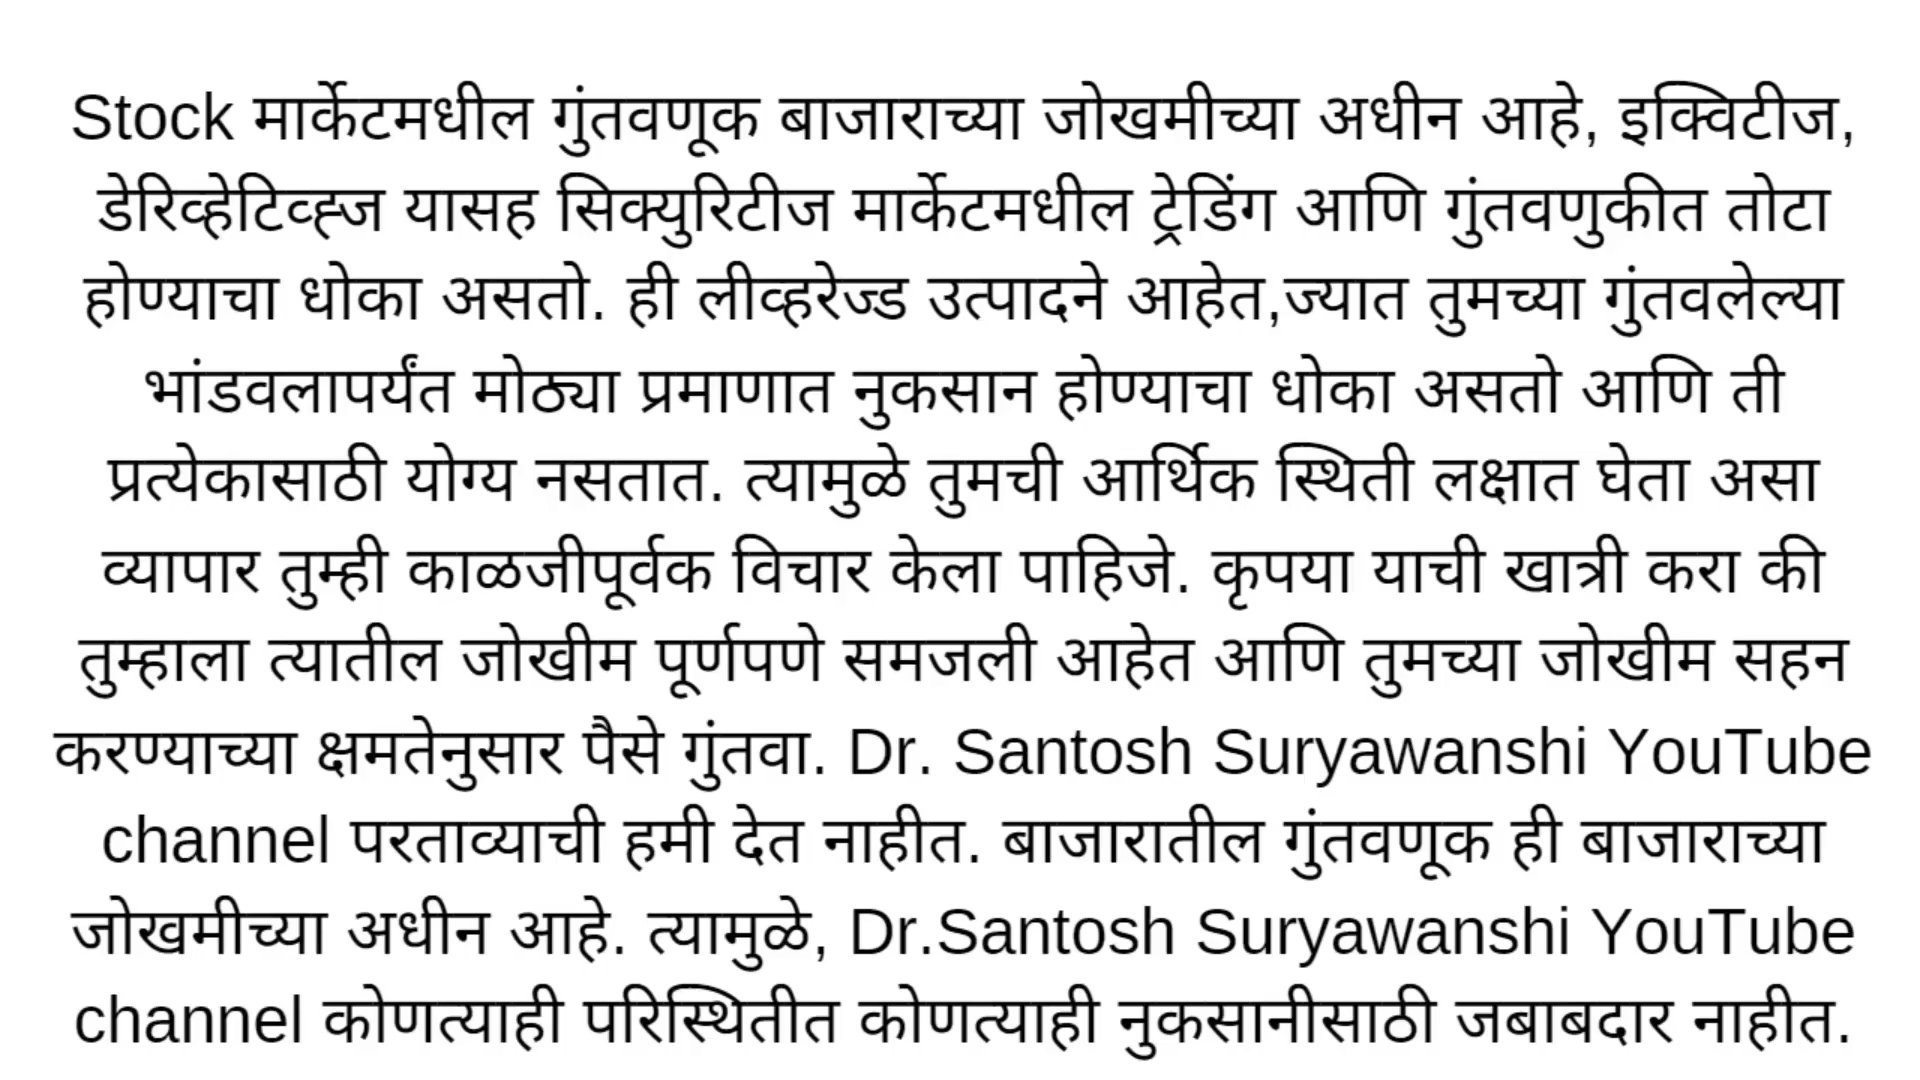 Stock मार्केटमधील गुंतवणूक बाजाराच्या जोखमीच्या अधीन आहे, इक्विटीज,
डेरिव्हेटिव्ह्ज यासह सिक्युरिटीज मार्केटमधील ट्रेडिंग आणि गुंतवणुकीत तोटा
होण्याचा धोका असतो. ही लीव्हरेज्ड उत्पादने आहेत,ज्यात तुमच्या गुंतवलेल्या
भांडवलापर्यंत मोठ्या प्रमाणात नुकसान होण्याचा धोका असतो आणि ती
प्रत्येकासाठी योग्य नसतात. त्यामुळे तुमची आर्थिक स्थिती लक्षात घेता असा
व्यापार तुम्ही काळजीपूर्वक विचार केला पाहिजे. कृपया याची खात्री करा की
तुम्हाला त्यातील जोखीम पूर्णपणे समजली आहेत आणि तुमच्या जोखीम सहन
करण्याच्या क्षमतेनुसार पैसे गुंतवा. Dr. Santosh Suryawanshi YouTube
channel परताव्याची हमी देत नाहीत. बाजारातील गुंतवणूक ही बाजाराच्या
जोखमीच्या अधीन आहे. त्यामुळे, Dr.Santosh Suryawanshi YouTube
channel कोणत्याही परिस्थितीत कोणत्याही नुकसानीसाठी जबाबदार नाहीत.